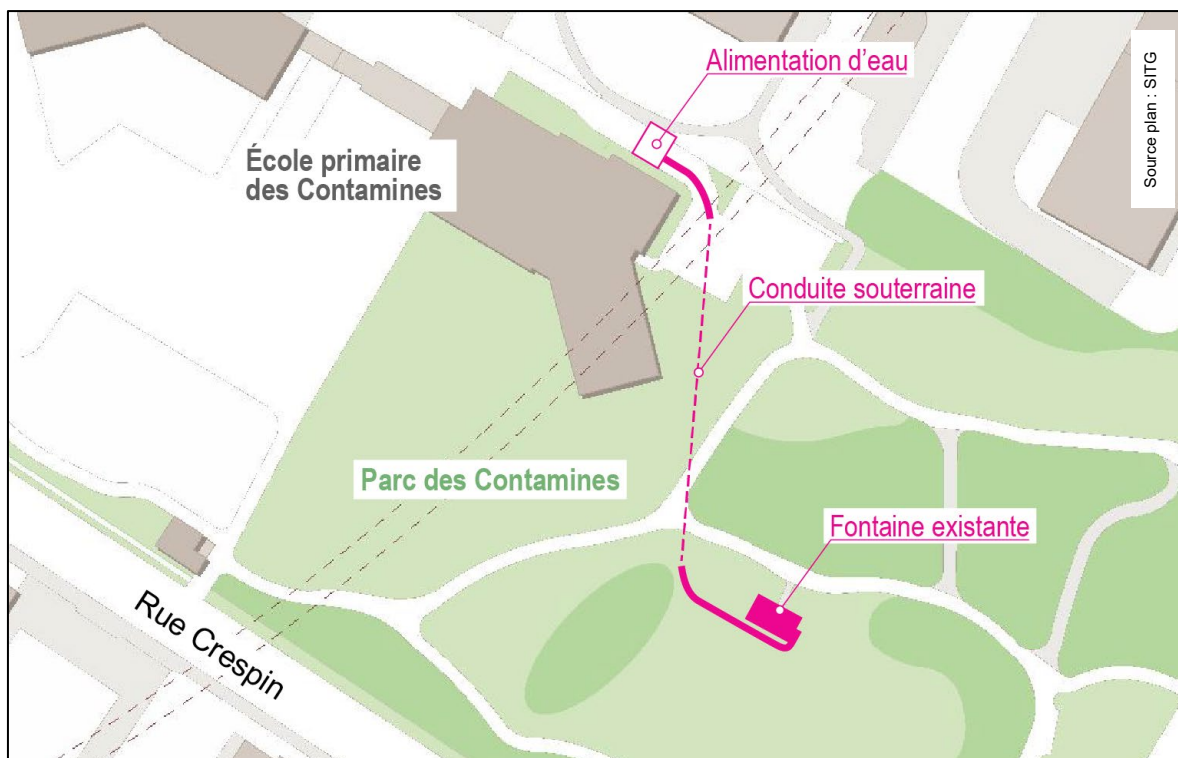 Alimentation d'eau
Source plan : SITG
École primaire
des Contamines
Conduite souterraine
Parc des Contamines
Fontaine existante
Rue Crespin